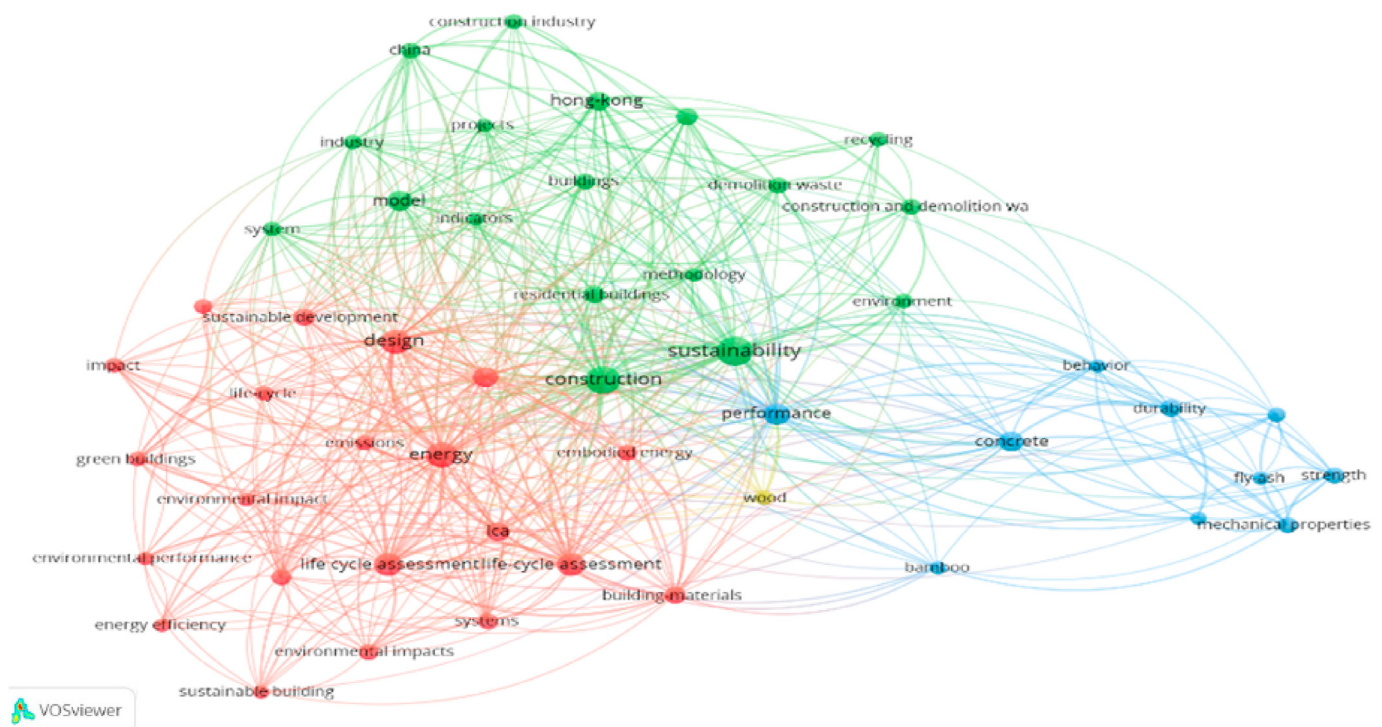 construction industry
china
hong-kong
projects
industry
recycling
buildings
demolition waste
model
construction and demolition wa
indicators
system
methodology
residential buildings
environment
sustainable development
design
sustainability
impact
behavior
construction
life-cycle
performance
durability
emissions
concrete
energy
embodied energy
green buildings
fly-ash
strength
environmental impact
wood
mechanical properties
lca
environmental performance
life cycle assessment
life-cycle assessment
bamboo
building-materials
energy efficiency
systems
environmental impacts
sustainable building
VOSviewer